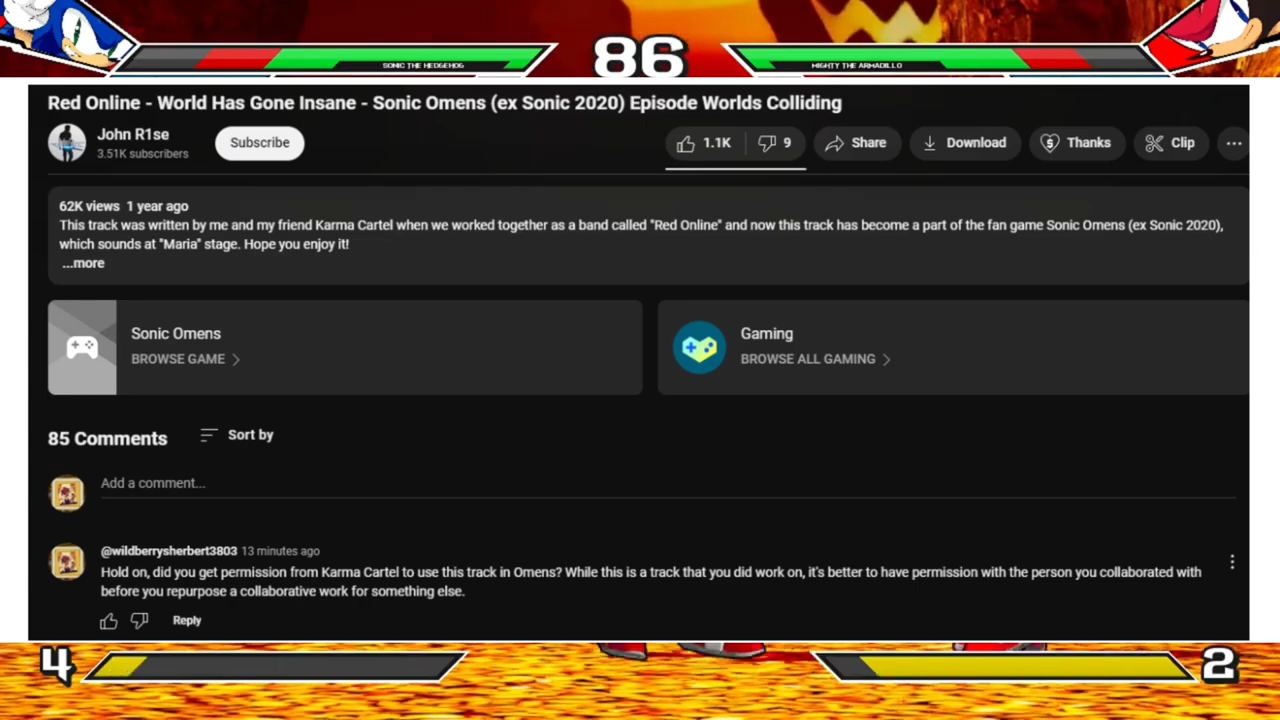 86
SONIC THE HEDGEHOG
MIGHTY THE ARMADILLO
Red Online - World Has Gone Insane - Sonic Omens (ex Sonic 2020) Episode Worlds Colliding
John R1se
3.51K subscribers
Subscribe
1.1K
9
Share
Download
Thanks
Clip
62K views 1 year ago
This track was written by me and my friend Karma Cartel when we worked together as a band called "Red Online" and now this track has become a part of the fan game Sonic Omens (ex Sonic 2020),
which sounds at "Maria" stage. Hope you enjoy it!
...more
Sonic Omens
BROWSE GAME
Gaming
BROWSE ALL GAMING
85 Comments
Sort by
Add a comment...
@wildberrysherbert3803 13 minutes ago
Hold on, did you get permission from Karma Cartel to use this track in Omens? While this is a track that you did work on, it's better to have permission with the person you collaborated with
before you repurpose a collaborative work for something else.
Reply
4
2